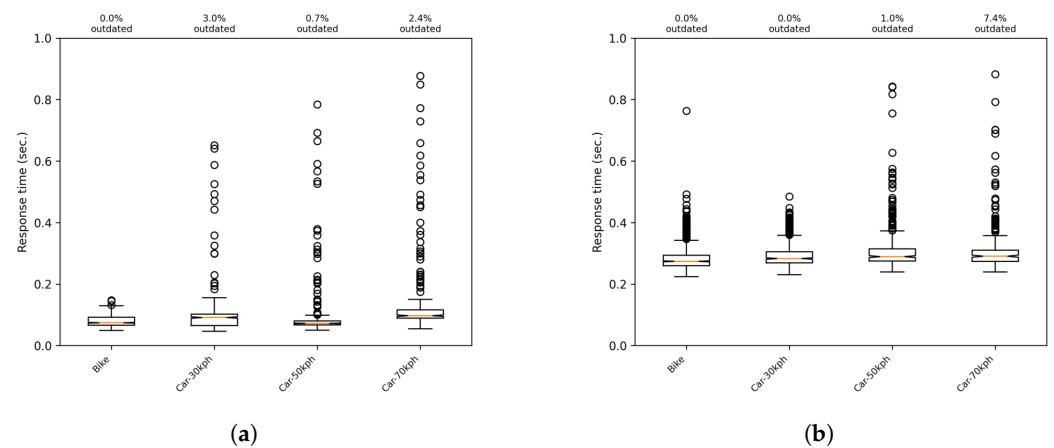 0.0% 3.0% 0.7% 2.4%
outdated outdated outdated outdated
1.0
0.8
0.6
0.4
0.2
0.0
Response time (sec.)
Bike Car-30kph Car-50kph Car-70kph
(a)
0.0% 0.0% 1.0% 7.4%
outdated outdated outdated outdated
1.0
0.8
0.6
0.4
0.2
0.0
Response time (sec.)
Bike Car-30kph Car-50kph Car-70kph
(b)